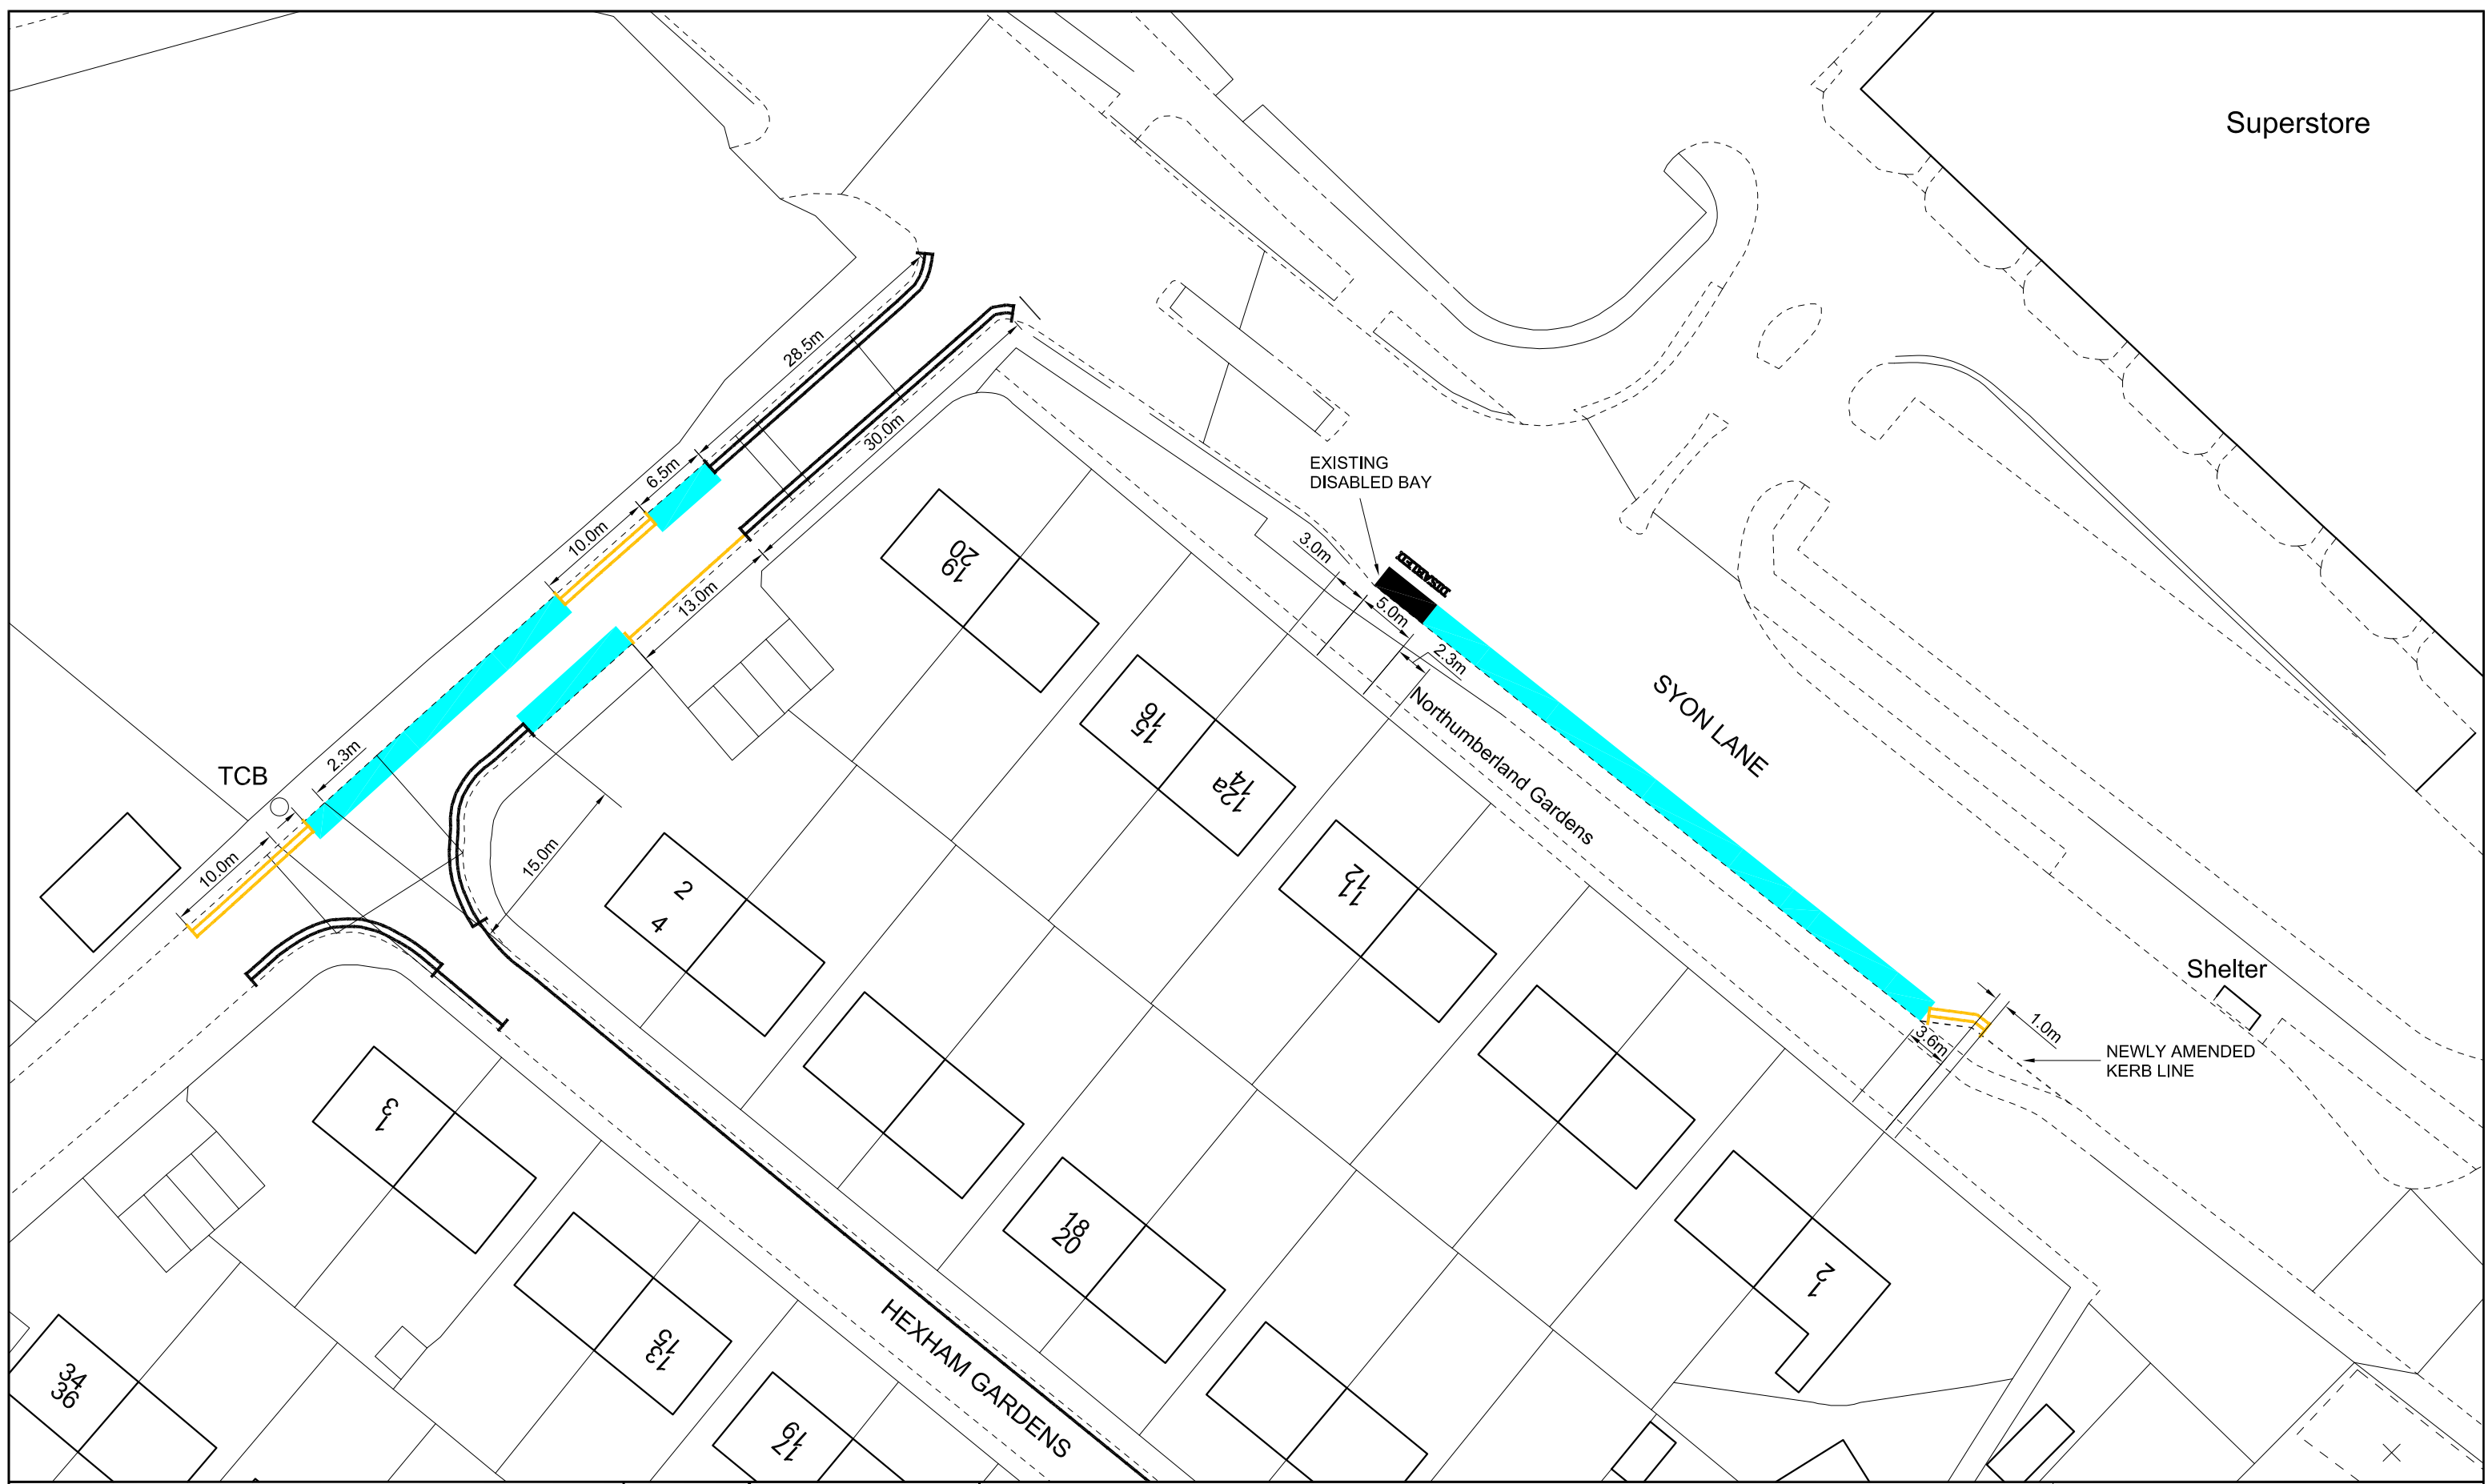 Superstore
28.5m
30.0m
6.5m
10.0m
13.0m
EXISTING
DISABLED BAY
19
20
3.0m
5.0m
2.3m
SYON LANE
Northumberland Gardens
15
16
12a
14
TCB
2.3m
10.0m
15.0m
2
4
11
12
Shelter
1.0m
3.6m
NEWLY AMENDED
KERB LINE
1
3
18
20
1
2
HEXHAM GARDENS
13
15
17
19
34
36